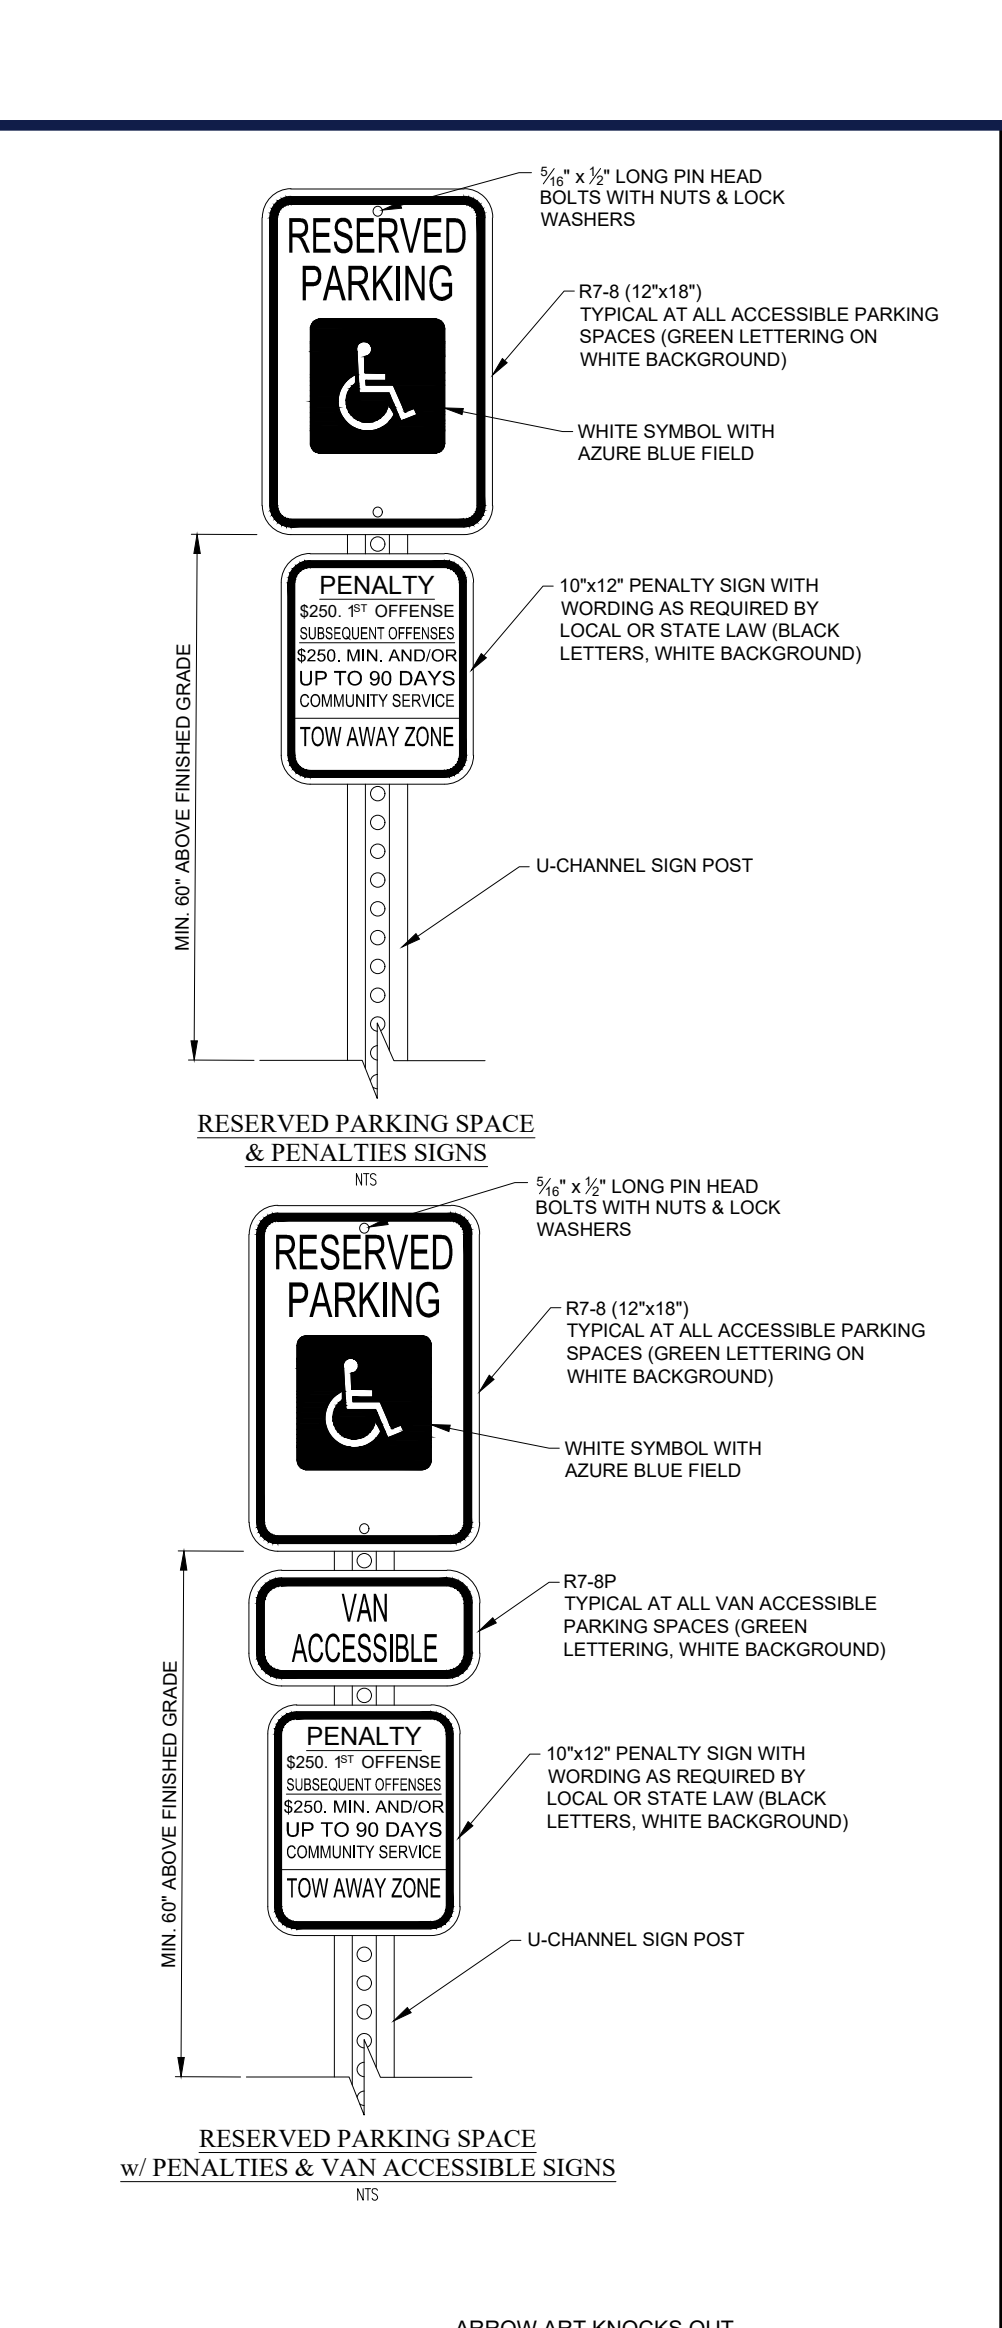 5⁄16" x 1⁄2" LONG PIN HEAD
BOLTS WITH NUTS & LOCK
WASHERS
RESERVED
PARKING
R7-8 (12"x18")
TYPICAL AT ALL ACCESSIBLE PARKING
SPACES (GREEN LETTERING ON
WHITE BACKGROUND)
WHITE SYMBOL WITH
AZURE BLUE FIELD
MIN. 60" ABOVE FINISHED GRADE
PENALTY
$250. 1ST OFFENSE
SUBSEQUENT OFFENSES
$250. MIN. AND/OR
UP TO 90 DAYS
COMMUNITY SERVICE
TOW AWAY ZONE
10"x12" PENALTY SIGN WITH
WORDING AS REQUIRED BY
LOCAL OR STATE LAW (BLACK
LETTERS, WHITE BACKGROUND)
U-CHANNEL SIGN POST
RESERVED PARKING SPACE
& PENALTIES SIGNS
NTS
5⁄16" x 1⁄2" LONG PIN HEAD
BOLTS WITH NUTS & LOCK
WASHERS
RESERVED
PARKING
R7-8 (12"x18")
TYPICAL AT ALL ACCESSIBLE PARKING
SPACES (GREEN LETTERING ON
WHITE BACKGROUND)
WHITE SYMBOL WITH
AZURE BLUE FIELD
MIN. 60" ABOVE FINISHED GRADE
VAN
ACCESSIBLE
R7-8P
TYPICAL AT ALL VAN ACCESSIBLE
PARKING SPACES (GREEN
LETTERING, WHITE BACKGROUND)
PENALTY
$250. 1ST OFFENSE
SUBSEQUENT OFFENSES
$250. MIN. AND/OR
UP TO 90 DAYS
COMMUNITY SERVICE
TOW AWAY ZONE
10"x12" PENALTY SIGN WITH
WORDING AS REQUIRED BY
LOCAL OR STATE LAW (BLACK
LETTERS, WHITE BACKGROUND)
U-CHANNEL SIGN POST
RESERVED PARKING SPACE
w/ PENALTIES & VAN ACCESSIBLE SIGNS
NTS
ARROW ART KNOCKS OUT